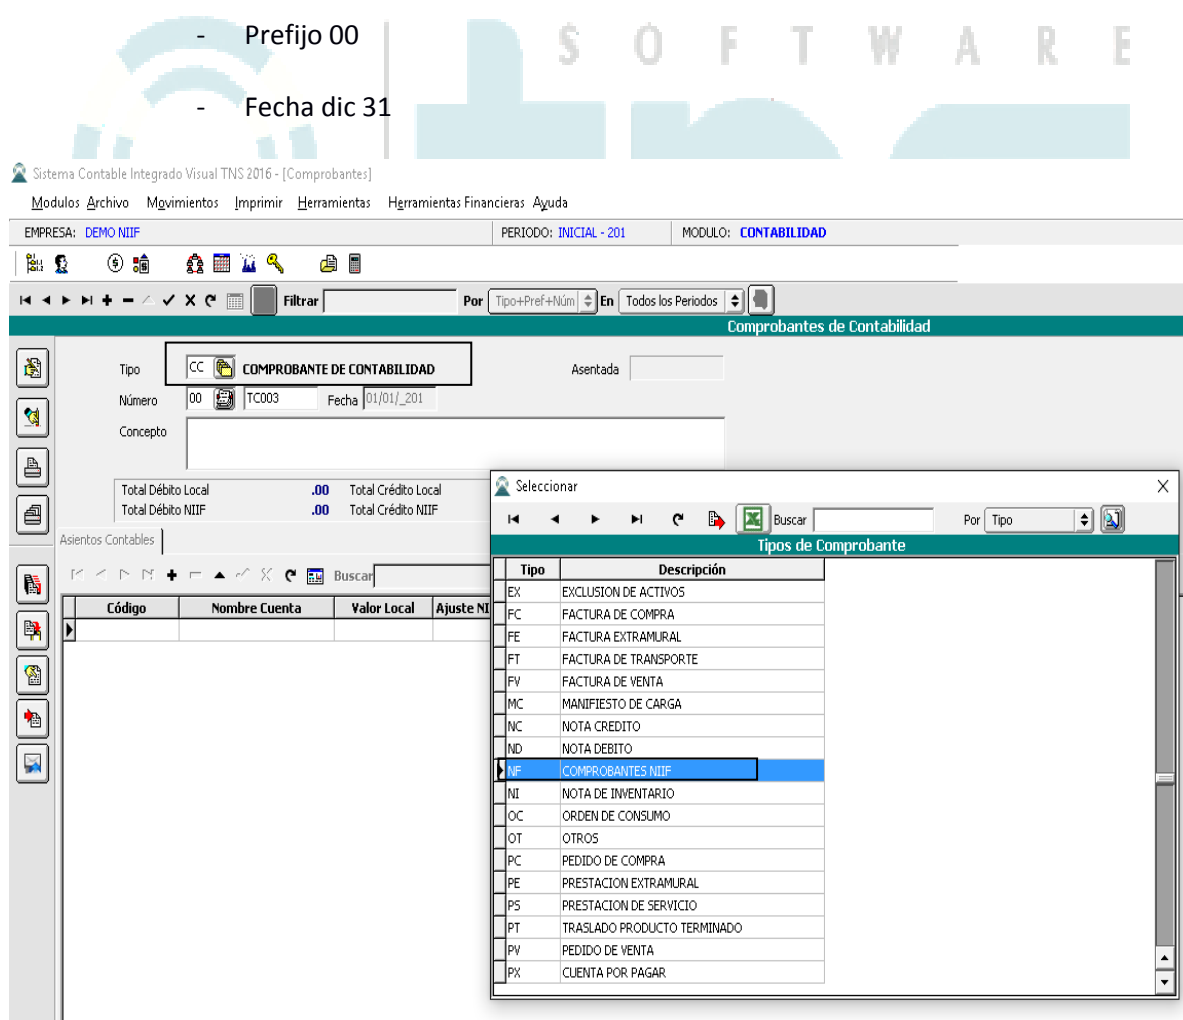 SOFTWARE
- Prefijo 00
- Fecha dic 31
Sistema Contable Integrado Visual TNS 2016 - [Comprobantes]
Modulos Archivo Movimientos Imprimir Herramientas Herramientas Financieras Ayuda
EMPRESA: DEMO NIIF PERIODO: INICIAL - 201 MODULO: CONTABILIDAD
Filtrar Por Tipo+Pref+Núm En Todos los Periodos
Comprobantes de Contabilidad
Tipo CC COMPROBANTE DE CONTABILIDAD Asentada
Número 00 TC003 Fecha 01/01/_201
Concepto
Total Débito Local .00 Total Crédito Local
Total Débito NIIF .00 Total Crédito NIIF
Asientos Contables
Buscar
Código Nombre Cuenta Valor Local Ajuste NI
Seleccionar X
Buscar Por Tipo
Tipos de Comprobante
Tipo Descripción
EX EXCLUSION DE ACTIVOS
FC FACTURA DE COMPRA
FE FACTURA EXTRAMURAL
FT FACTURA DE TRANSPORTE
FV FACTURA DE VENTA
MC MANIFIESTO DE CARGA
NC NOTA CREDITO
ND NOTA DEBITO
NF COMPROBANTES NIIF
NI NOTA DE INVENTARIO
OC ORDEN DE CONSUMO
OT OTROS
PC PEDIDO DE COMPRA
PE PRESTACION EXTRAMURAL
PS PRESTACION DE SERVICIO
PT TRASLADO PRODUCTO TERMINADO
PV PEDIDO DE VENTA
PX CUENTA POR PAGAR